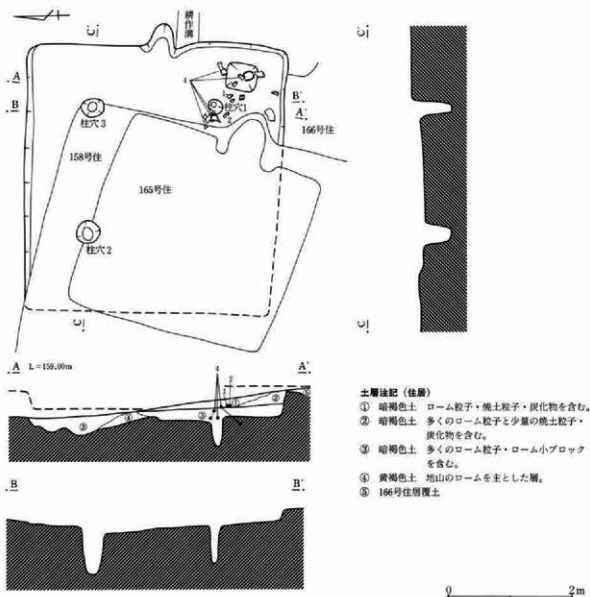 耕作溝
C'
A
B
4
1
2
柱穴1
柱穴3
B'
A'
166号住
158号住
165号住
柱穴2
C
C'
C
A L=159.00m A'
4
1 2
①
②
③
④
③
⑤
B B'
土層注記(住居)
① 暗褐色土 ローム粒子・焼土粒子・炭化物を含む。
② 暗褐色土 多くのローム粒子と少量の焼土粒子・
炭化物を含む。
③ 暗褐色土 多くのローム粒子・ローム小ブロック
を含む。
④ 黄褐色土 地山のロームを主とした層。
⑤ 166号住居覆土
0 2m